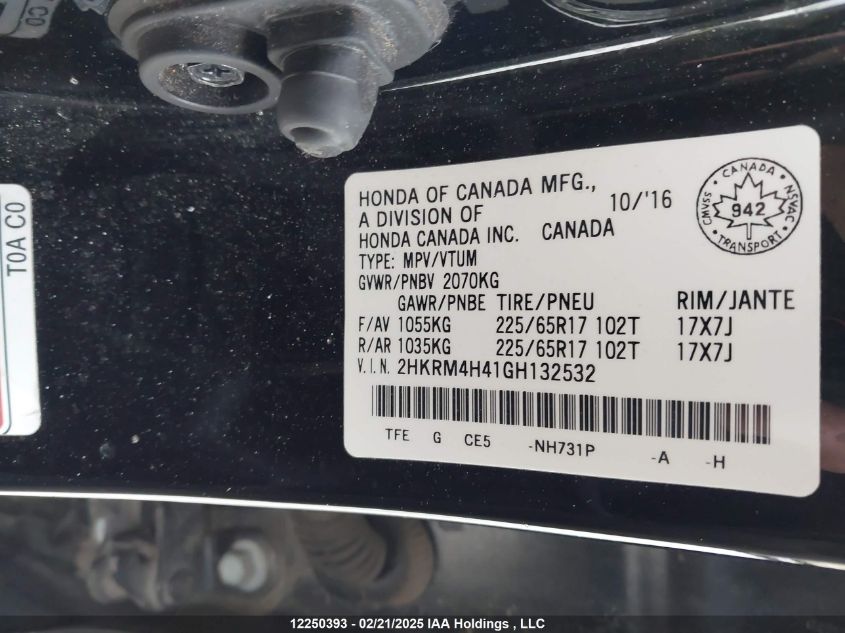 C0
T0A C0
HONDA OF CANADA MFG., 10/'16
A DIVISION OF
HONDA CANADA INC. CANADA
TYPE: MPV/VTUM
GVWR/PNBV 2070KG
GAWR/PNBE TIRE/PNEU RIM/JANTE
F/AV 1055KG 225/65R17 102T 17X7J
R/AR 1035KG 225/65R17 102T 17X7J
V.I.N. 2HKRM4H41GH132532
TFE G CE5 -NH731P -A -H
CANADA
CMVSS 942 NSVAC
TRANSPORT
12250393 - 02/21/2025 IAA Holdings , LLC